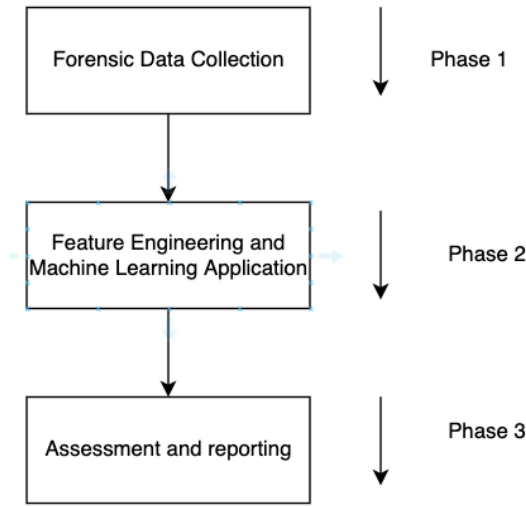 Forensic Data Collection
Phase 1
Feature Engineering and
Machine Learning Application
Phase 2
Assessment and reporting
Phase 3